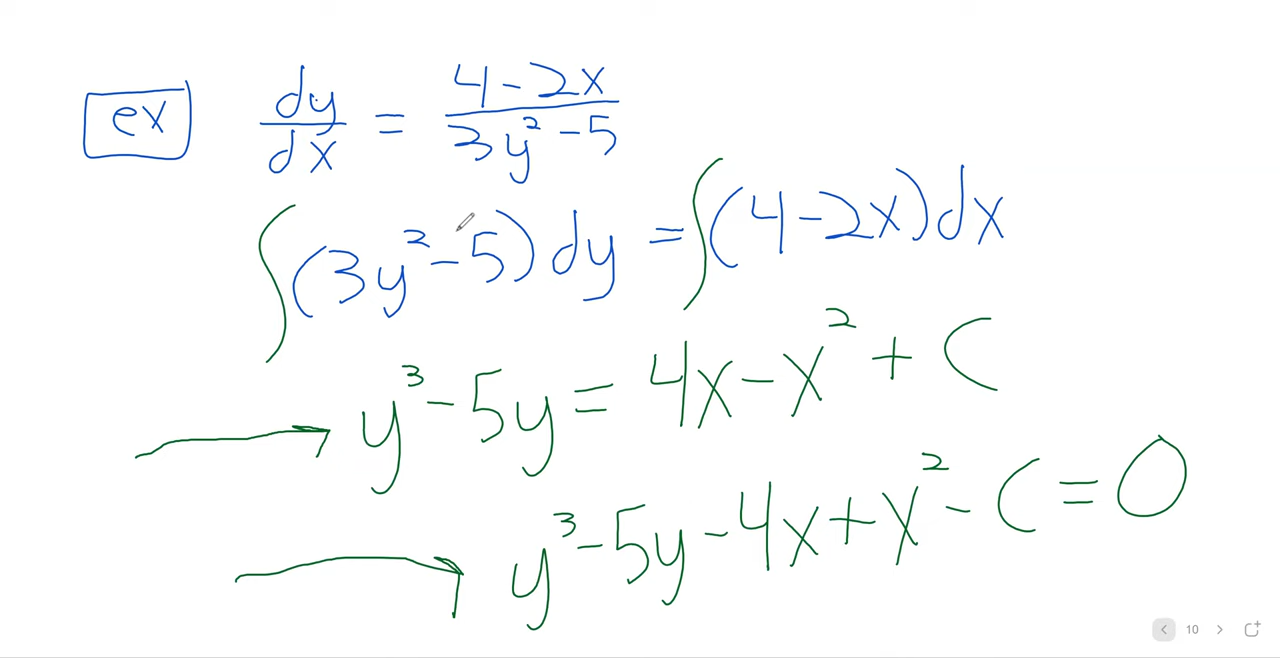 ex dy/dx = (4 - 2x)/(3y² - 5)
∫(3y² - 5)dy = ∫(4 - 2x)dx
→ y³ - 5y = 4x - x² + C
→ y³ - 5y - 4x + x² - C = 0
10